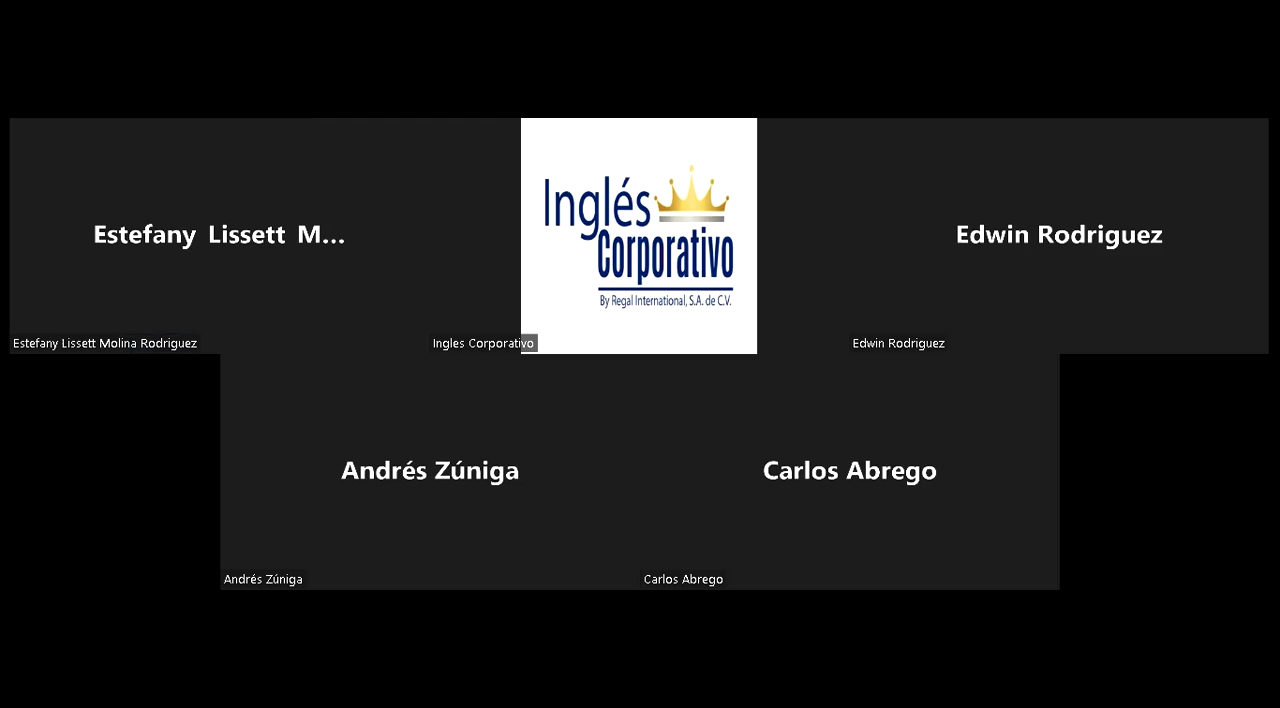 Estefany Lissett M...
Inglés
Corporativo
By Regal International, S.A. de C.V.
Edwin Rodriguez
Estefany Lissett Molina Rodriguez
Ingles Corporativo
Edwin Rodriguez
Andrés Zúniga
Carlos Abrego
Andrés Zúniga
Carlos Abrego